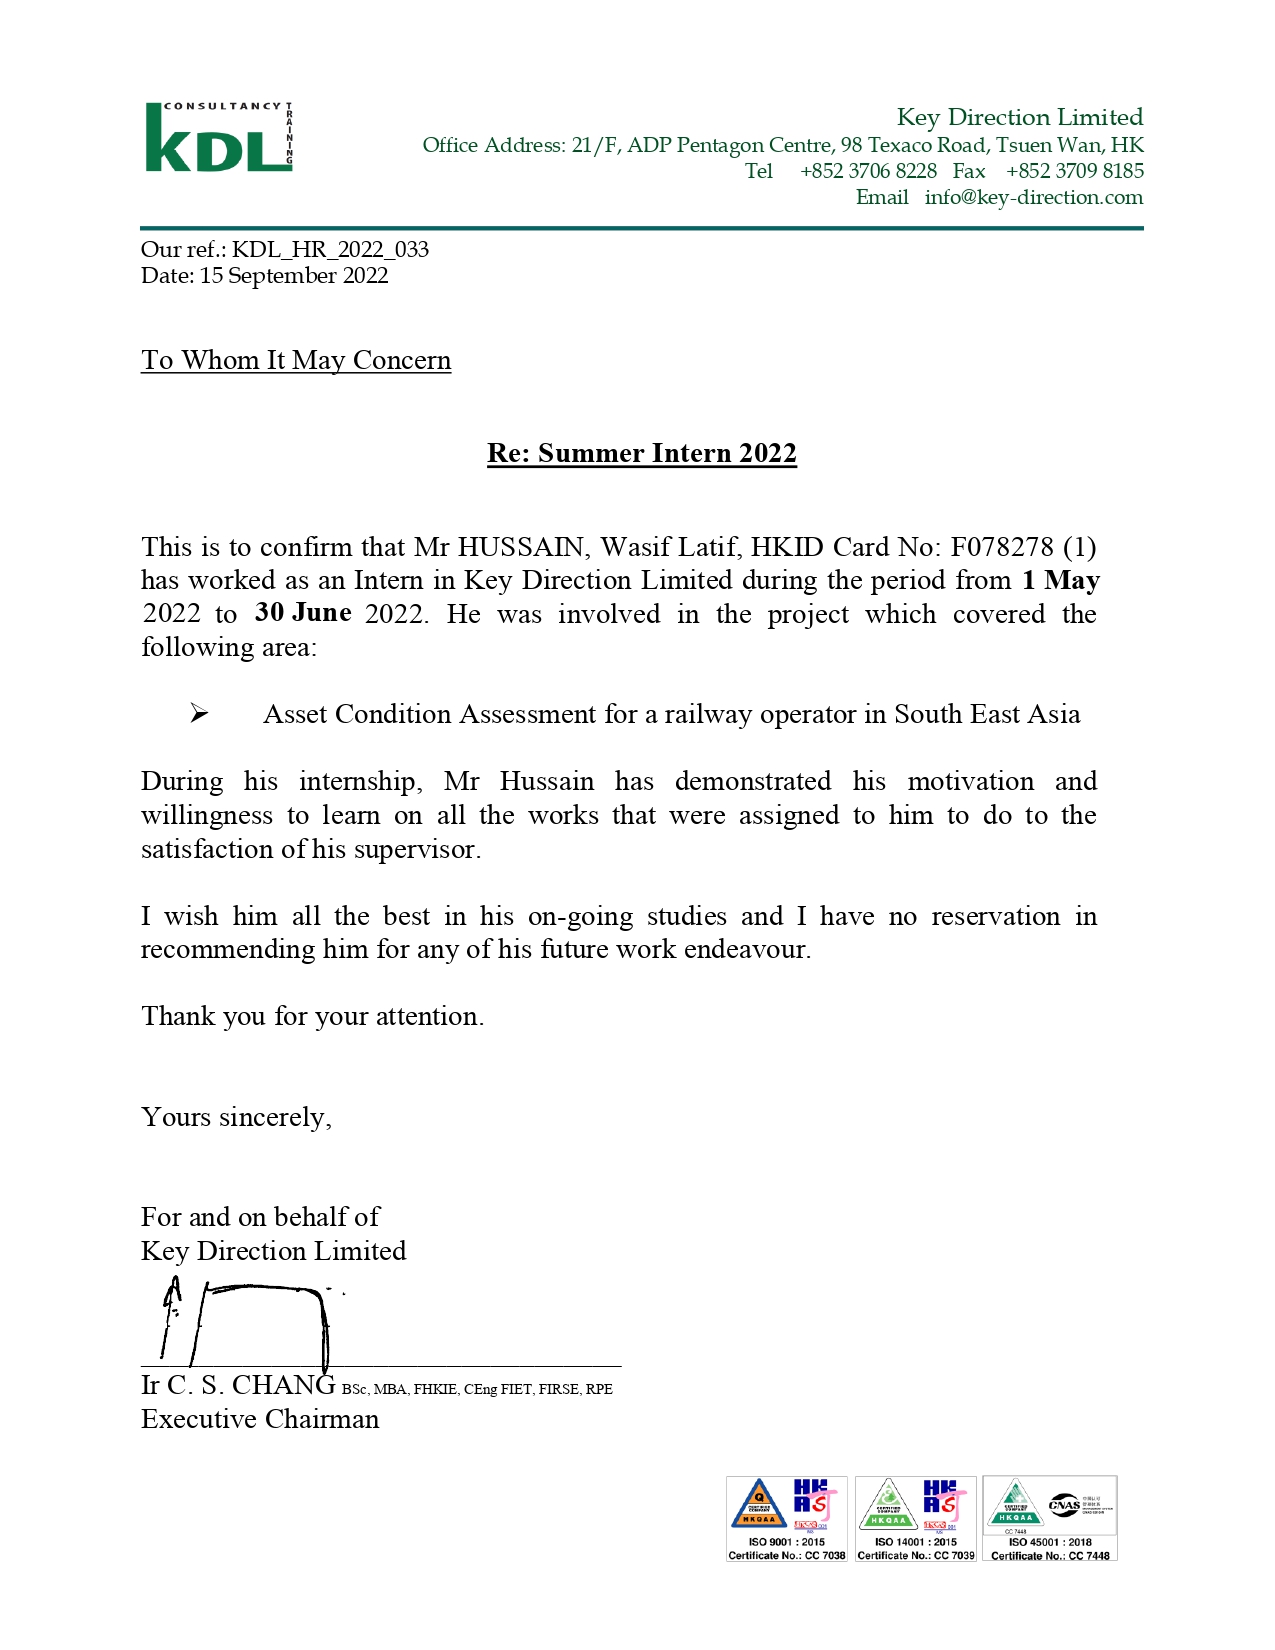 CONSULTANCY TRAINING
KDL
Key Direction Limited
Office Address: 21/F, ADP Pentagon Centre, 98 Texaco Road, Tsuen Wan, HK
Tel +852 3706 8228 Fax +852 3709 8185
Email info@key-direction.com
Our ref.: KDL_HR_2022_033
Date: 15 September 2022
To Whom It May Concern
Re: Summer Intern 2022
This is to confirm that Mr HUSSAIN, Wasif Latif, HKID Card No: F078278 (1)
has worked as an Intern in Key Direction Limited during the period from 1 May
2022 to 30 June 2022. He was involved in the project which covered the
following area:
➢ Asset Condition Assessment for a railway operator in South East Asia
During his internship, Mr Hussain has demonstrated his motivation and
willingness to learn on all the works that were assigned to him to do to the
satisfaction of his supervisor.
I wish him all the best in his on-going studies and I have no reservation in
recommending him for any of his future work endeavour.
Thank you for your attention.
Yours sincerely,
For and on behalf of
Key Direction Limited
Ir C. S. CHANG BSc, MBA, FHKIE, CEng FIET, FIRSE, RPE
Executive Chairman
Q
CERTIFIED COMPANY
HKQAA
HKAS
ISO 9001 : 2015
Certificate No.: CC 7038
CERTIFIED COMPANY
HKQAA
HKAS
ISO 14001 : 2015
Certificate No.: CC 7039
CERTIFIED COMPANY
HKQAA
CNAS
CC 7448
ISO 45001 : 2018
Certificate No.: CC 7448